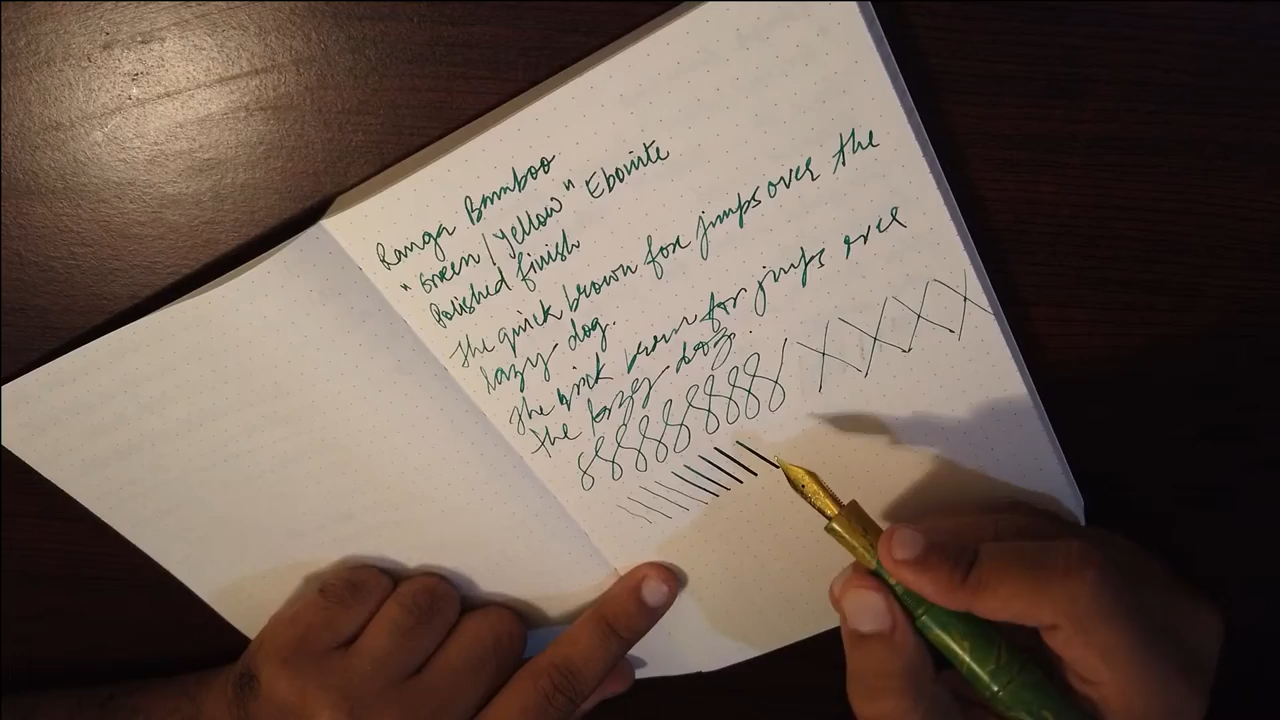 Ranga Bamboo
"Green/Yellow" Ebonite
Polished finish
The quick brown fox jumps over the
lazy dog.
The quick brown fox jumps over
the lazy dog.
88888888/XXXX